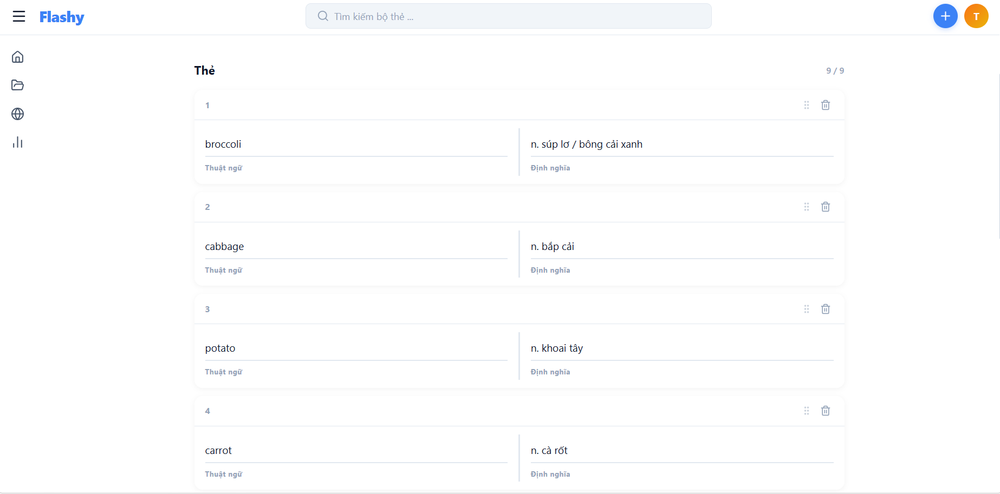 Flashy
Tìm kiếm bộ thẻ ...
T
Thẻ
9 / 9
1
broccoli
n. súp lơ / bông cải xanh
Thuật ngữ
Định nghĩa
2
cabbage
n. bắp cải
Thuật ngữ
Định nghĩa
3
potato
n. khoai tây
Thuật ngữ
Định nghĩa
4
carrot
n. cà rốt
Thuật ngữ
Định nghĩa